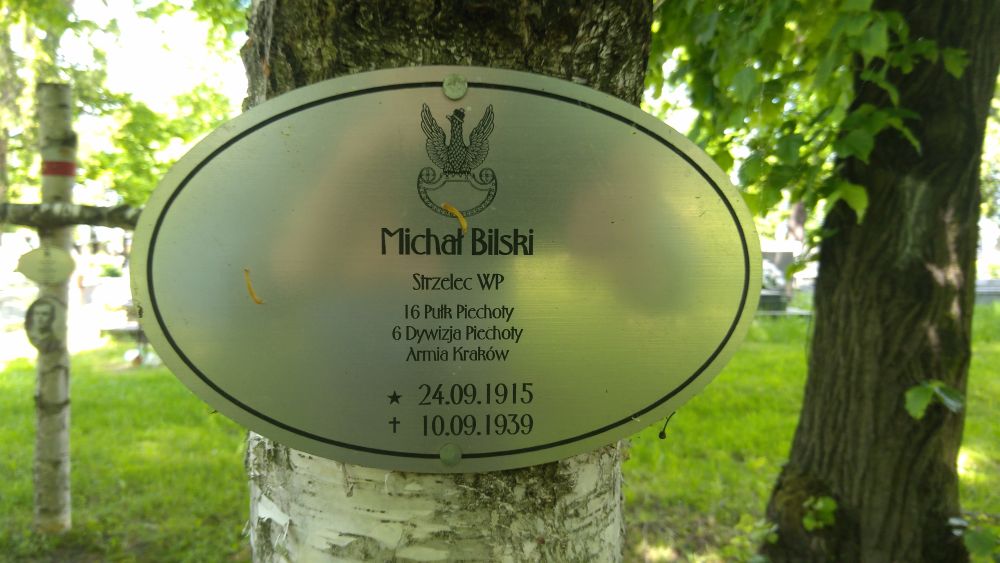 Michał Bilski
Strzelec WP
16 Pułk Piechoty
6 Dywizja Piechoty
Armia Kraków
★ 24.09.1915
✝ 10.09.1939